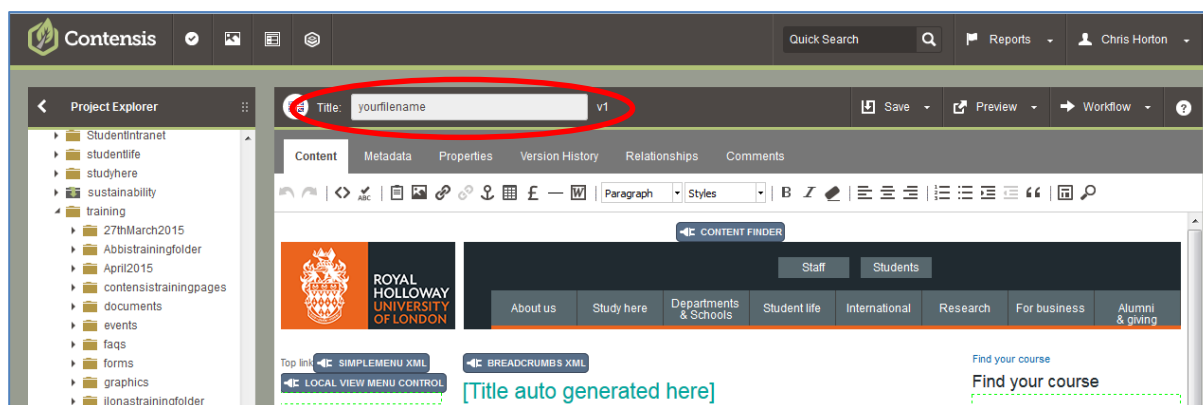 Contensis
Quick Search
Reports
Chris Horton
Project Explorer
Title: yourfilename v1
Save
Preview
Workflow
?
StudentIntranet
studentlife
studyhere
sustainability
training
27thMarch2015
Abbistrainingfolder
April2015
contensistrainingpages
documents
events
faqs
forms
graphics
ilonastrainingfolder
Content Metadata Properties Version History Relationships Comments
ABC £ W Paragraph Styles B I
CONTENT FINDER
ROYAL
HOLLOWAY
UNIVERSITY
OF LONDON
Staff Students
About us Study here Departments & Schools Student life International Research For business Alumni & giving
Top link SIMPLEMENU XML
LOCAL VIEW MENU CONTROL
BREADCRUMBS XML
[Title auto generated here]
Find your course
Find your course